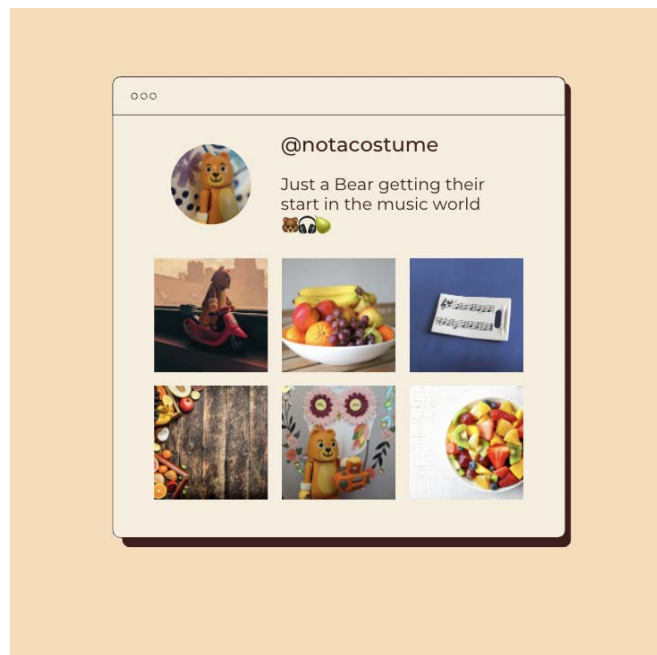 @notacostume
Just a Bear getting their
start in the music world
🐻🎧🍐